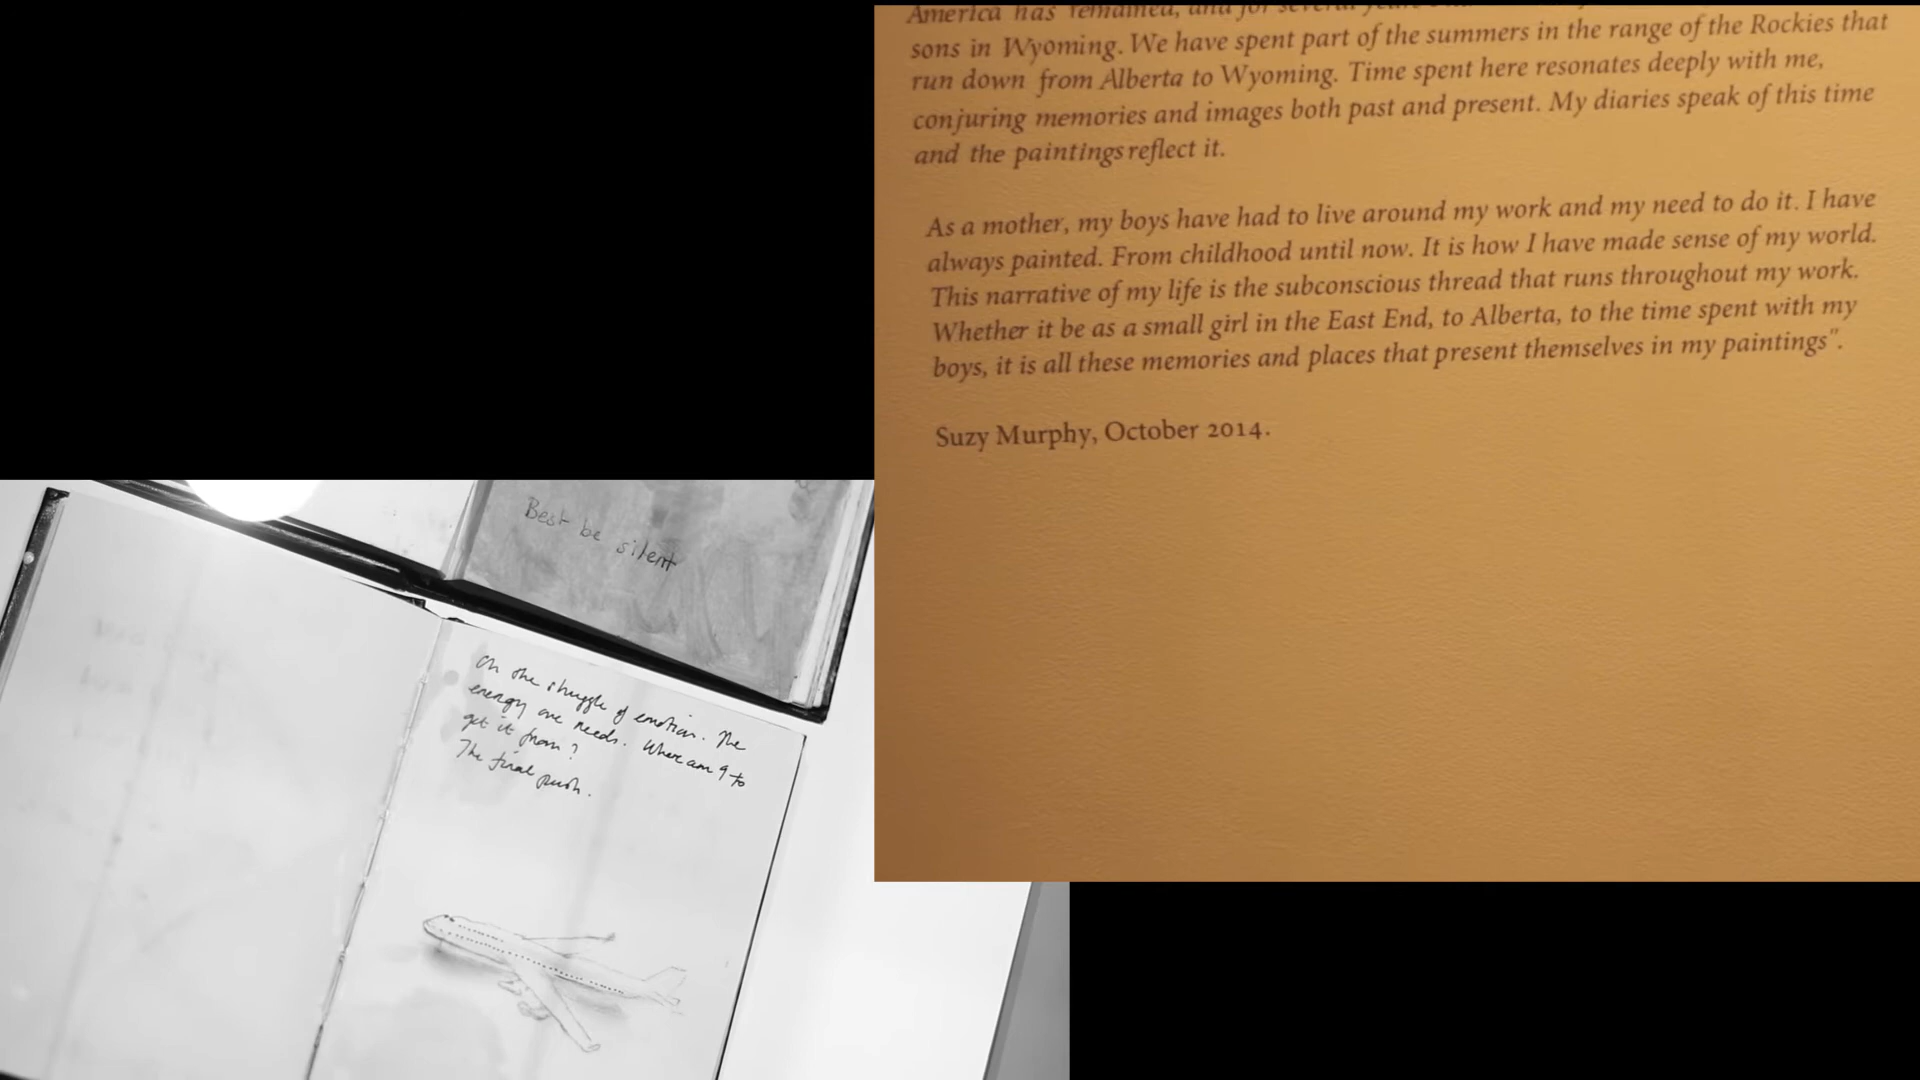 America has remained, and for several years
sons in Wyoming. We have spent part of the summers in the range of the Rockies that
run down from Alberta to Wyoming. Time spent here resonates deeply with me,
conjuring memories and images both past and present. My diaries speak of this time
and the paintings reflect it.
As a mother, my boys have had to live around my work and my need to do it. I have
always painted. From childhood until now. It is how I have made sense of my world.
This narrative of my life is the subconscious thread that runs throughout my work.
Whether it be as a small girl in the East End, to Alberta, to the time spent with my
boys, it is all these memories and places that present themselves in my paintings".
Suzy Murphy, October 2014.
Best be silent
On the struggle of emotion. The
energy one needs. Where am I to
get it from?
The final push.